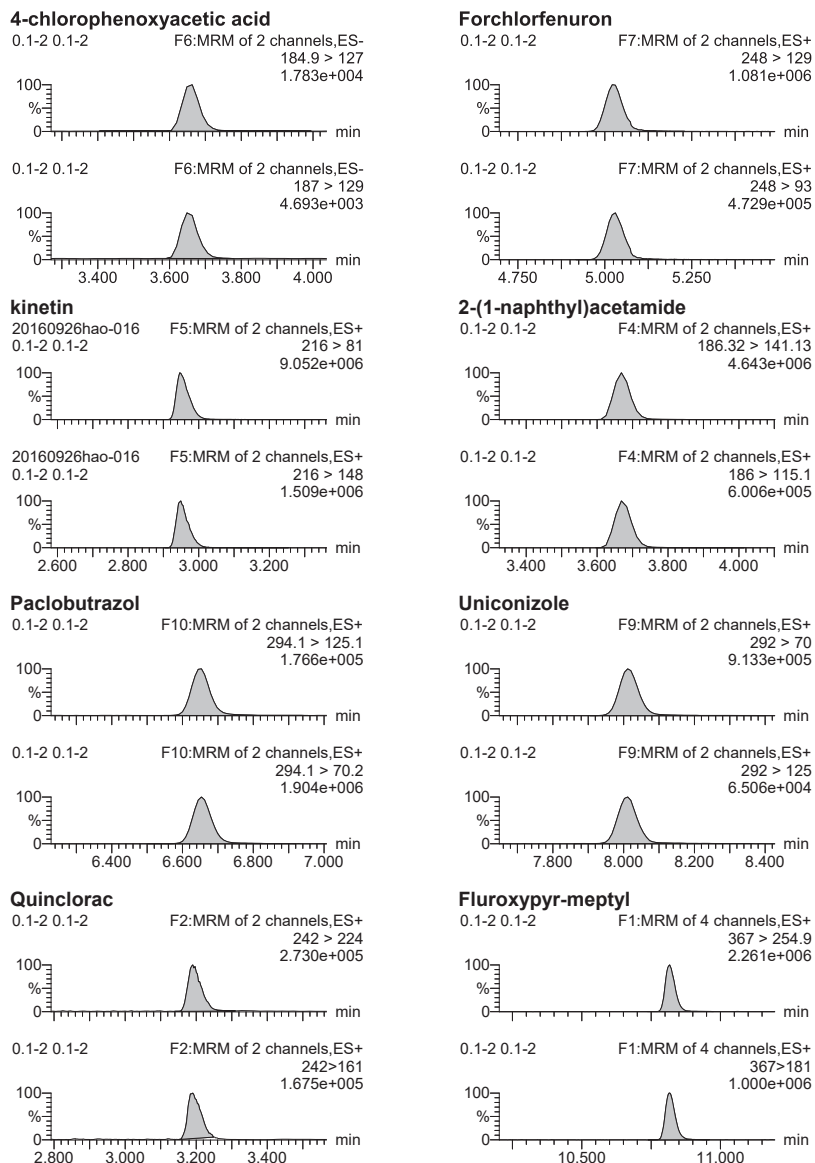 4-chlorophenoxyacetic acid
0.1-2 0.1-2 F6:MRM of 2 channels,ES-
184.9 > 127
1.783e+004
100
%
0
min
0.1-2 0.1-2 F6:MRM of 2 channels,ES-
187 > 129
4.693e+003
100
%
0
min
3.400 3.600 3.800 4.000
Forchlorfenuron
0.1-2 0.1-2 F7:MRM of 2 channels,ES+
248 > 129
1.081e+006
100
%
0
min
0.1-2 0.1-2 F7:MRM of 2 channels,ES+
248 > 93
4.729e+005
100
%
0
min
4.750 5.000 5.250
kinetin
20160926hao-016 F5:MRM of 2 channels,ES+
0.1-2 0.1-2 216 > 81
9.052e+006
100
%
0
min
20160926hao-016 F5:MRM of 2 channels,ES+
0.1-2 0.1-2 216 > 148
1.509e+006
100
%
0
min
2.600 2.800 3.000 3.200
2-(1-naphthyl)acetamide
0.1-2 0.1-2 F4:MRM of 2 channels,ES+
186.32 > 141.13
4.643e+006
100
%
0
min
0.1-2 0.1-2 F4:MRM of 2 channels,ES+
186 > 115.1
6.006e+005
100
%
0
min
3.400 3.600 3.800 4.000
Paclobutrazol
0.1-2 0.1-2 F10:MRM of 2 channels,ES+
294.1 > 125.1
1.766e+005
100
%
0
min
0.1-2 0.1-2 F10:MRM of 2 channels,ES+
294.1 > 70.2
1.904e+006
100
%
0
min
6.400 6.600 6.800 7.000
Uniconizole
0.1-2 0.1-2 F9:MRM of 2 channels,ES+
292 > 70
9.133e+005
100
%
0
min
0.1-2 0.1-2 F9:MRM of 2 channels,ES+
292 > 125
6.506e+004
100
%
0
min
7.800 8.000 8.200 8.400
Quinclorac
0.1-2 0.1-2 F2:MRM of 2 channels,ES+
242 > 224
2.730e+005
100
%
0
min
0.1-2 0.1-2 F2:MRM of 2 channels,ES+
242>161
1.675e+005
100
%
0
min
2.800 3.000 3.200 3.400
Fluroxypyr-meptyl
0.1-2 0.1-2 F1:MRM of 4 channels,ES+
367 > 254.9
2.261e+006
100
%
0
min
0.1-2 0.1-2 F1:MRM of 4 channels,ES+
367>181
1.000e+006
100
%
0
min
10.500 11.000